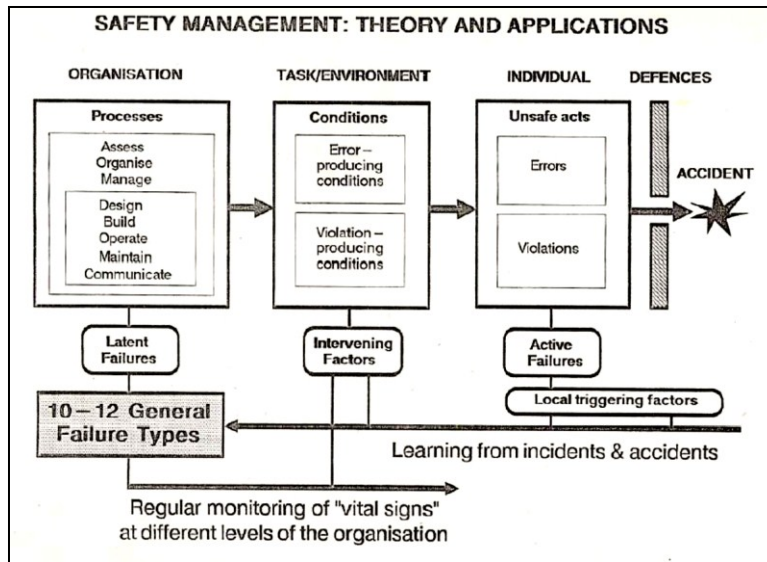 SAFETY MANAGEMENT: THEORY AND APPLICATIONS
ORGANISATION
TASK/ENVIRONMENT
INDIVIDUAL
DEFENCES
Processes
Assess
Organise
Manage
Design
Build
Operate
Maintain
Communicate
Conditions
Error –
producing
conditions
Violation –
producing
conditions
Unsafe acts
Errors
Violations
ACCIDENT
Latent
Failures
Intervening
Factors
Active
Failures
Local triggering factors
10 – 12 General
Failure Types
Learning from incidents & accidents
Regular monitoring of "vital signs"
at different levels of the organisation